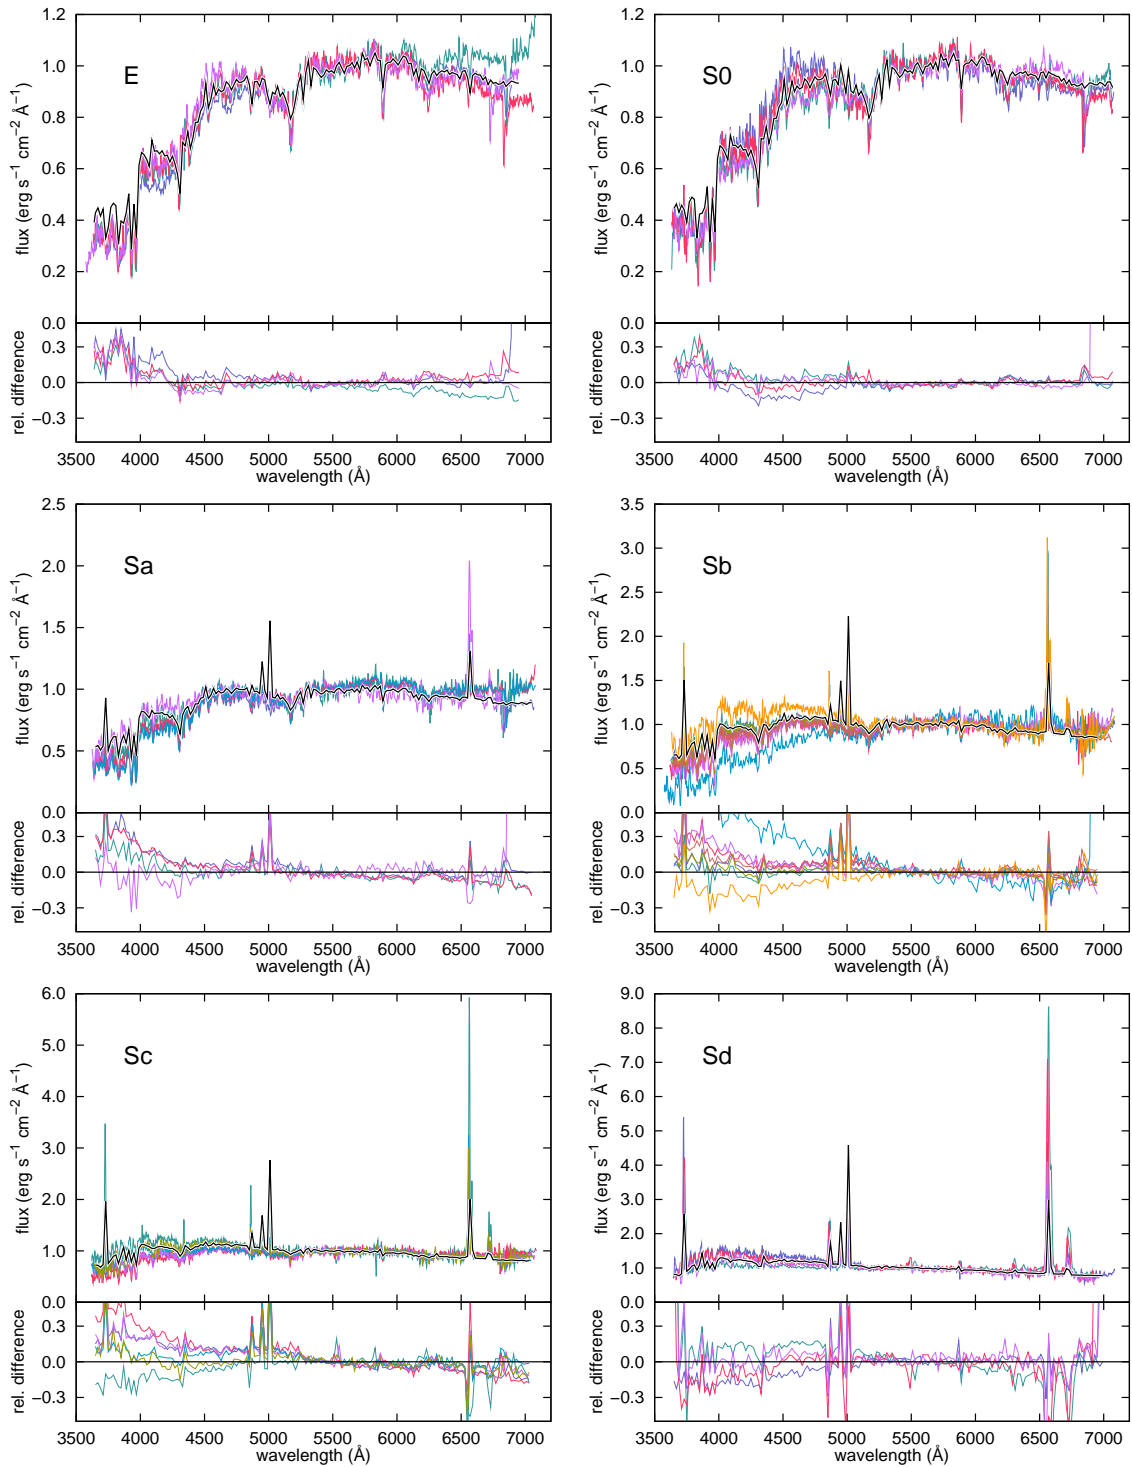 E
flux (erg s−1 cm−2 Å−1)
1.2
1.0
0.8
0.6
0.4
0.2
0.0
rel. difference
0.3
0.0
−0.3
3500 4000 4500 5000 5500 6000 6500 7000
wavelength (Å)
S0
flux (erg s−1 cm−2 Å−1)
1.2
1.0
0.8
0.6
0.4
0.2
0.0
rel. difference
0.3
0.0
−0.3
3500 4000 4500 5000 5500 6000 6500 7000
wavelength (Å)
Sa
flux (erg s−1 cm−2 Å−1)
2.5
2.0
1.5
1.0
0.5
0.0
rel. difference
0.3
0.0
−0.3
3500 4000 4500 5000 5500 6000 6500 7000
wavelength (Å)
Sb
flux (erg s−1 cm−2 Å−1)
3.5
3.0
2.5
2.0
1.5
1.0
0.5
0.0
rel. difference
0.3
0.0
−0.3
3500 4000 4500 5000 5500 6000 6500 7000
wavelength (Å)
Sc
flux (erg s−1 cm−2 Å−1)
6.0
5.0
4.0
3.0
2.0
1.0
0.0
rel. difference
0.3
0.0
−0.3
3500 4000 4500 5000 5500 6000 6500 7000
wavelength (Å)
Sd
flux (erg s−1 cm−2 Å−1)
9.0
8.0
7.0
6.0
5.0
4.0
3.0
2.0
1.0
0.0
rel. difference
0.3
0.0
−0.3
3500 4000 4500 5000 5500 6000 6500 7000
wavelength (Å)